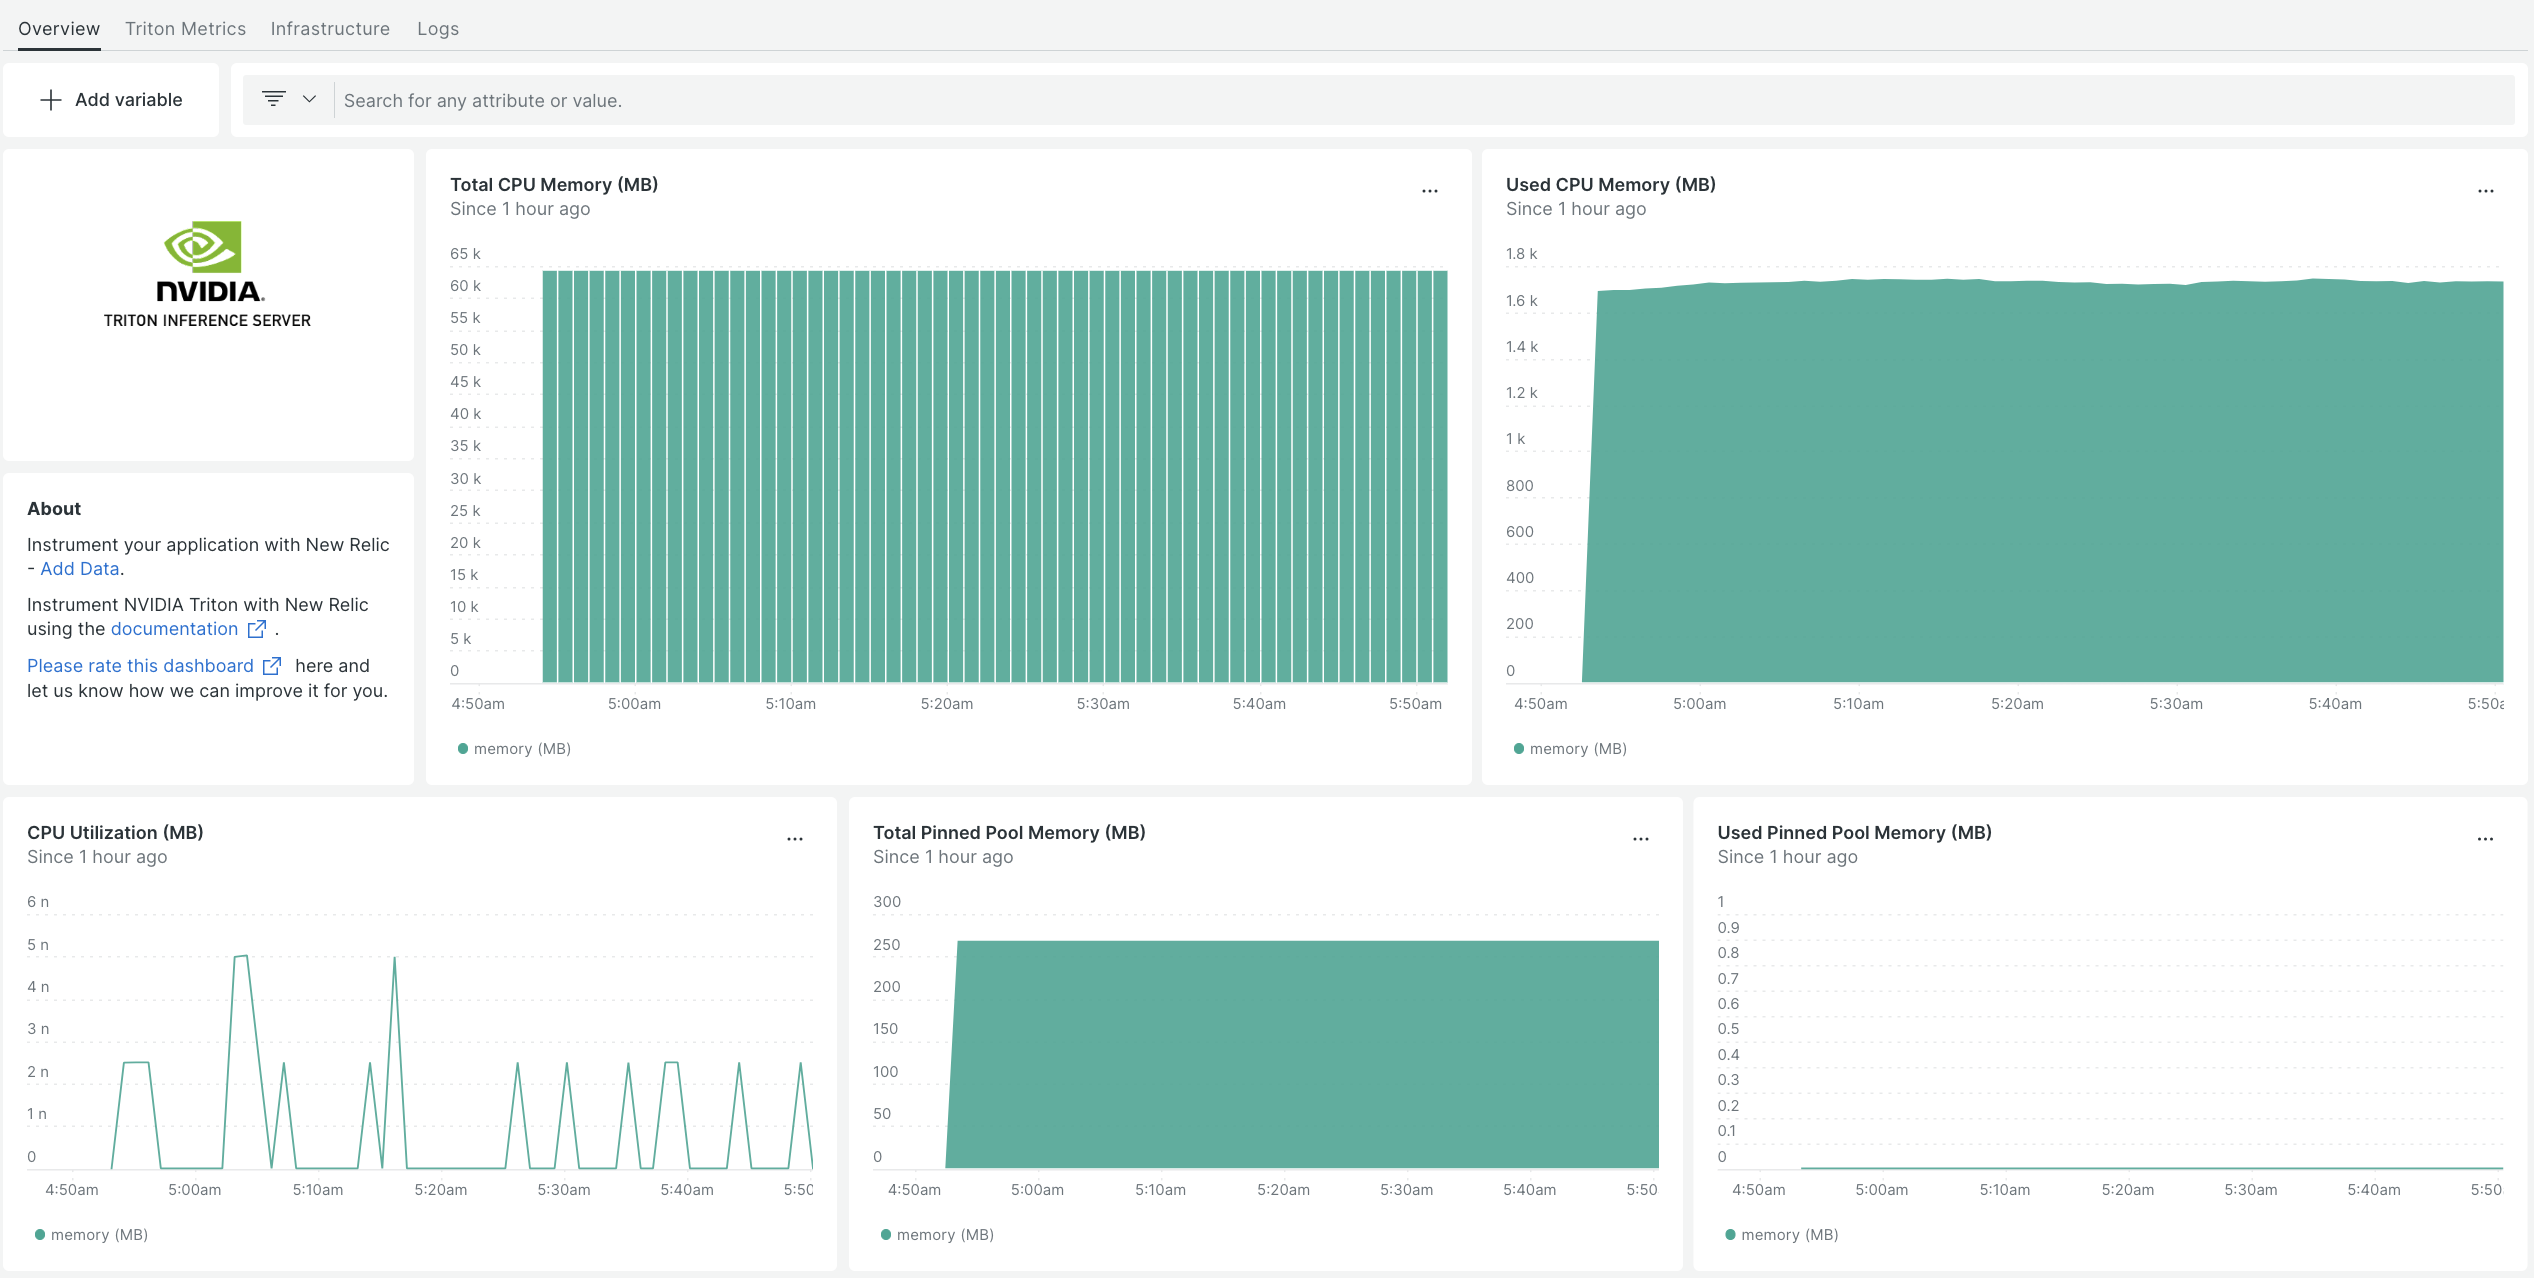 Overview Triton Metrics Infrastructure Logs
Add variable
Search for any attribute or value.
NVIDIA.
TRITON INFERENCE SERVER
About
Instrument your application with New Relic
- Add Data.
Instrument NVIDIA Triton with New Relic
using the documentation .
Please rate this dashboard here and
let us know how we can improve it for you.
Total CPU Memory (MB)
...
Since 1 hour ago
65 k
60 k
55 k
50 k
45 k
40 k
35 k
30 k
25 k
20 k
15 k
10 k
5 k
0
4:50am 5:00am 5:10am 5:20am 5:30am 5:40am 5:50am
memory (MB)
Used CPU Memory (MB)
...
Since 1 hour ago
1.8 k
1.6 k
1.4 k
1.2 k
1 k
800
600
400
200
0
4:50am 5:00am 5:10am 5:20am 5:30am 5:40am 5:50a
memory (MB)
CPU Utilization (MB)
...
Since 1 hour ago
6 n
5 n
4 n
3 n
2 n
1 n
0
4:50am 5:00am 5:10am 5:20am 5:30am 5:40am 5:50
memory (MB)
Total Pinned Pool Memory (MB)
...
Since 1 hour ago
300
250
200
150
100
50
0
4:50am 5:00am 5:10am 5:20am 5:30am 5:40am 5:50
memory (MB)
Used Pinned Pool Memory (MB)
...
Since 1 hour ago
1
0.9
0.8
0.7
0.6
0.5
0.4
0.3
0.2
0.1
0
4:50am 5:00am 5:10am 5:20am 5:30am 5:40am 5:50
memory (MB)